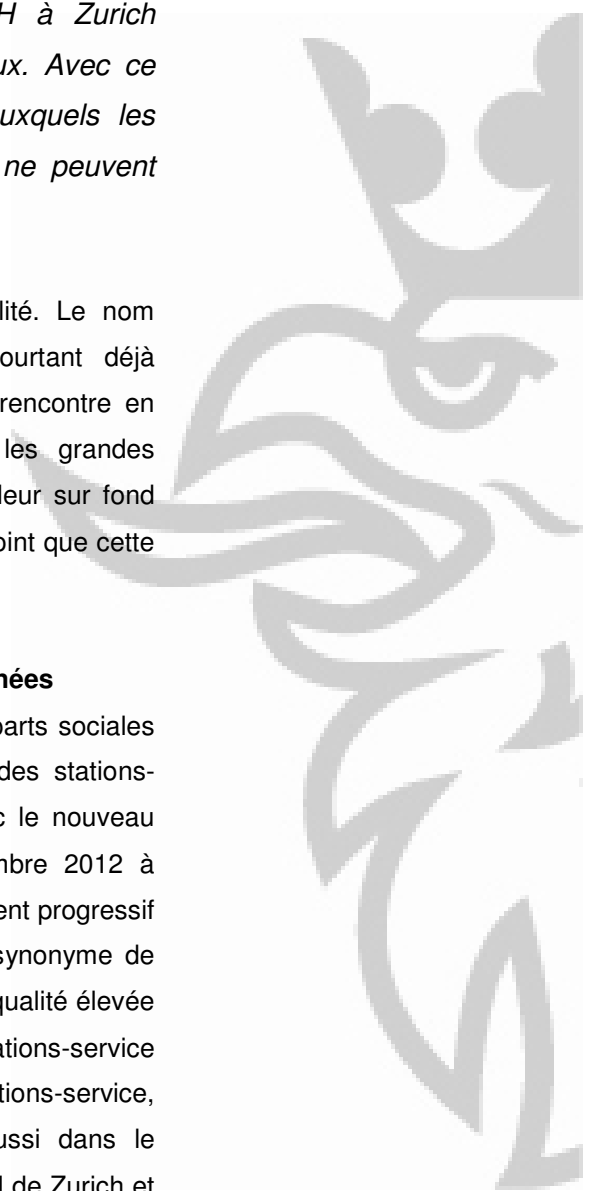 H à Zurich
ux. Avec ce
uxquels les
ne peuvent
lité. Le nom
ourtant déjà
rencontre en
les grandes
leur sur fond
oint que cette
nées
parts sociales
des stations-
c le nouveau
mbre 2012 à
ent progressif
synonyme de
qualité élevée
ations-service
tions-service,
ussi dans le
l de Zurich et